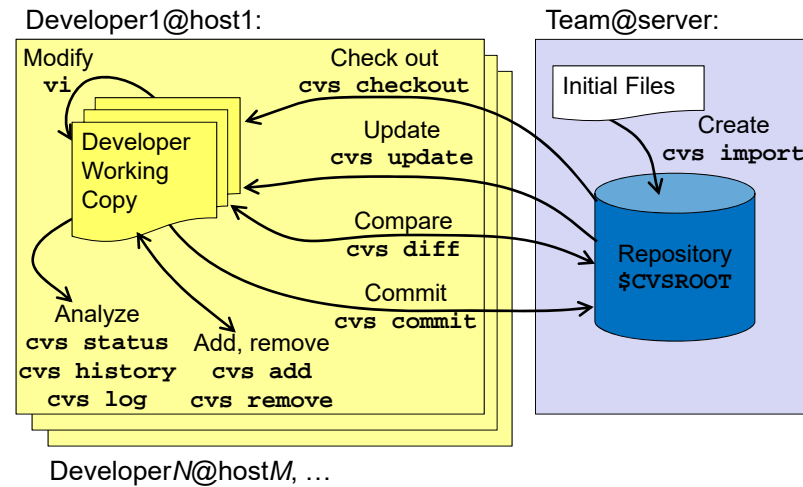 Developer1@host1:
Team@server:
Modify
vi
Check out
cvs checkout
Initial Files
Developer
Working
Copy
Update
cvs update
Create
cvs import
Compare
cvs diff
Repository
$CVSROOT
Commit
cvs commit
Analyze
cvs status
cvs history
cvs log
Add, remove
cvs add
cvs remove
DeveloperN@hostM, …